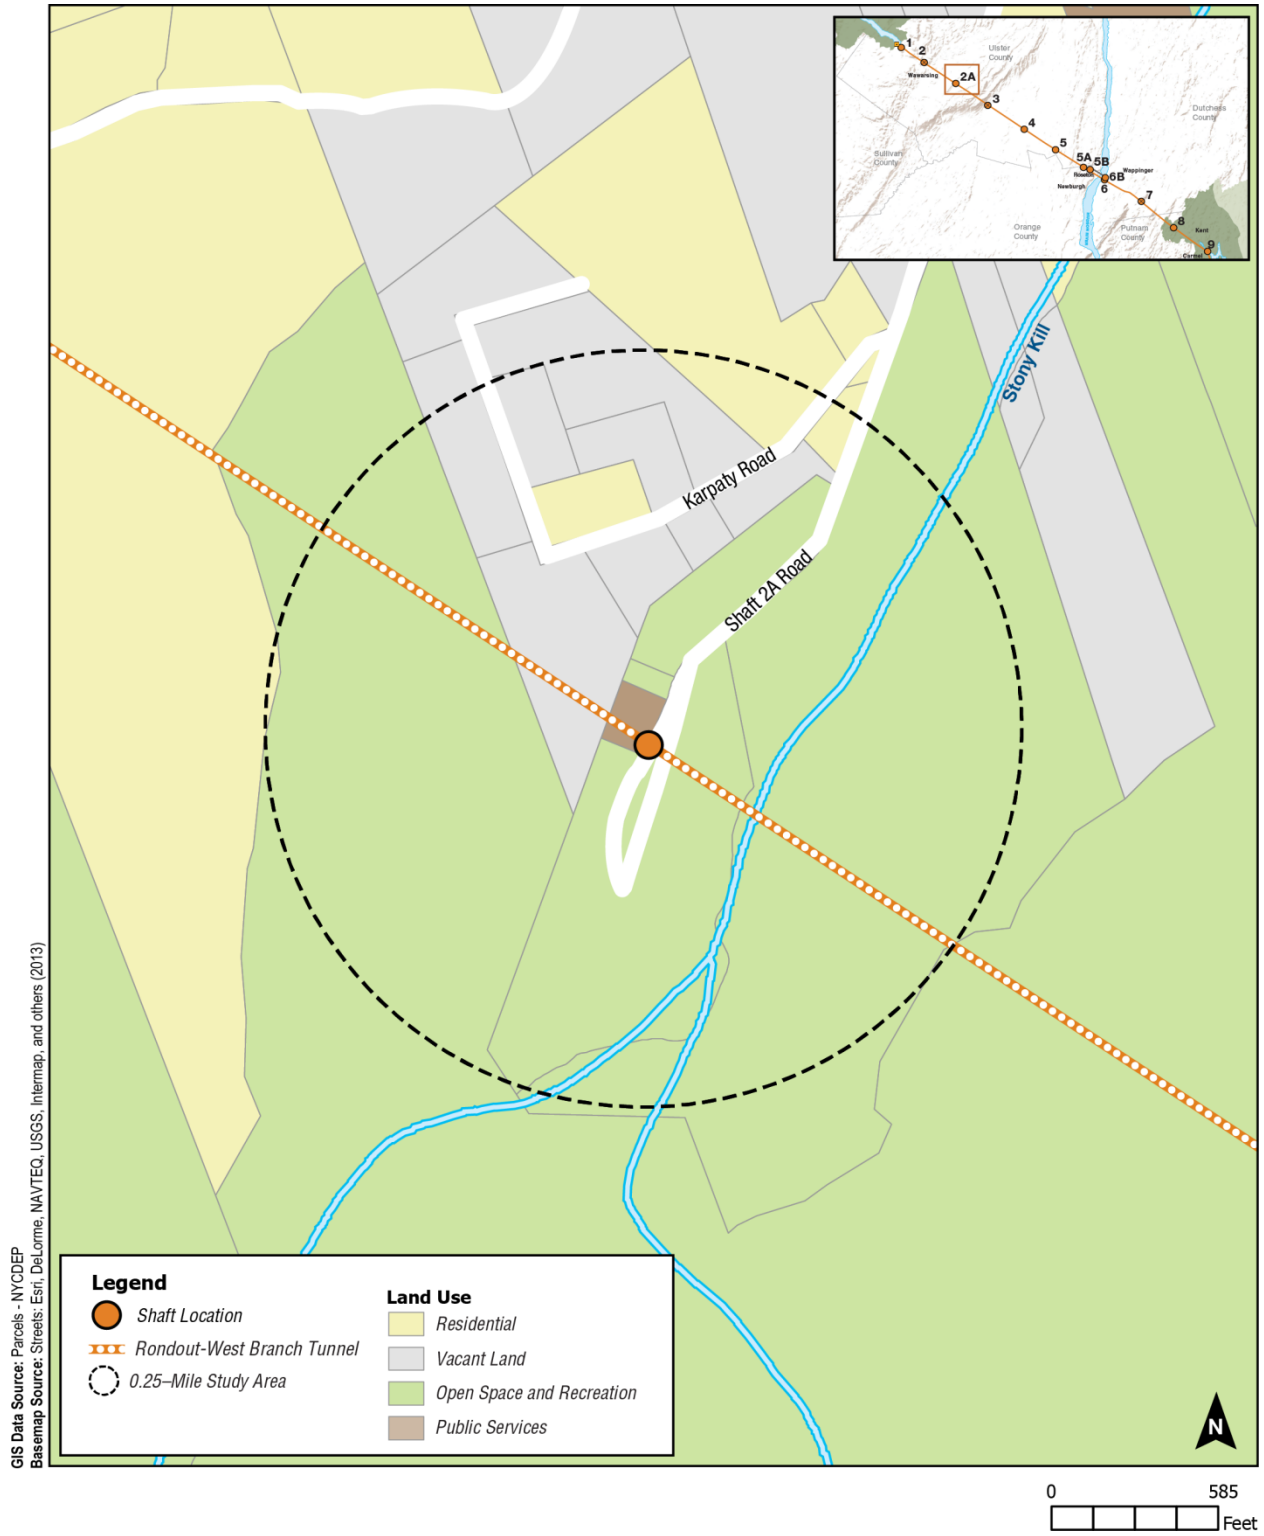 1
2
Wawarsing
2A
3
4
5
5A
5B
6B
6
7
8
9
Ulster
County
Dutchess
County
Sullivan
County
Wappinger
Newburgh
Orange
County
Putnam
County
Kent
Carmel
Stony Kill
Karpaty Road
Shaft 2A Road
GIS Data Source: Parcels - NYCDEP
Basemap Source: Streets: Esri, DeLorme, NAVTEQ, USGS, Intermap, and others (2013)
Legend
Shaft Location
Rondout-West Branch Tunnel
0.25–Mile Study Area
Land Use
Residential
Vacant Land
Open Space and Recreation
Public Services
N
0 585
Feet